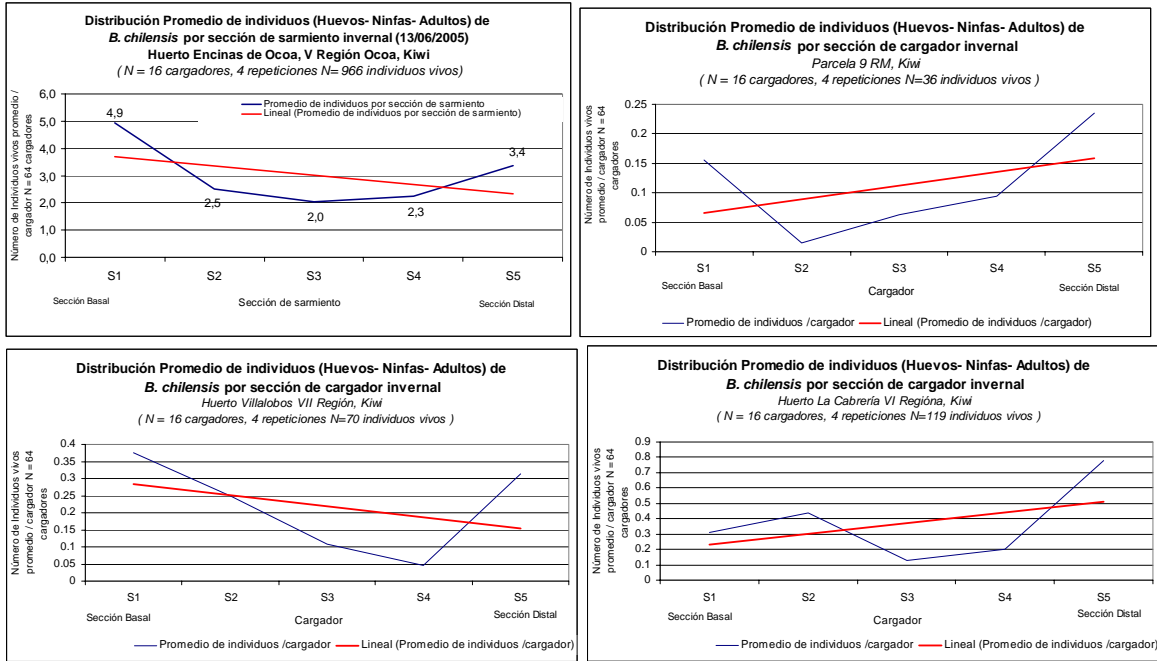 Distribución Promedio de individuos (Huevos- Ninfas- Adultos) de
B. chilensis por sección de sarmiento invernal (13/06/2005)
Huerto Encinas de Ocoa, V Región Ocoa, Kiwi
( N = 16 cargadores, 4 repeticiones N= 966 individuos vivos)
Número de Individuos vivos promedio /
cargador N = 64 cargadores
6,0
5,0
4,0
3,0
2,0
1,0
0,0
Promedio de individuos por sección de sarmiento
Lineal (Promedio de individuos por sección de sarmiento)
4,9
2,5
2,0
2,3
3,4
S1
S2
S3
S4
S5
Sección Basal
Sección de sarmiento
Sección Distal
Distribución Promedio de individuos (Huevos- Ninfas- Adultos) de
B. chilensis por sección de cargador invernal
Parcela 9 RM, Kiwi
( N = 16 cargadores, 4 repeticiones N=36 individuos vivos )
Número de Individuos vivos
promedio / cargador N = 64
cargadores
0.25
0.2
0.15
0.1
0.05
0
S1
S2
S3
S4
S5
Sección Basal
Sección Distal
Cargador
Promedio de individuos /cargador
Lineal (Promedio de individuos /cargador)
Distribución Promedio de individuos (Huevos- Ninfas- Adultos) de
B. chilensis por sección de cargador invernal
Huerto Villalobos VII Región, Kiwi
( N = 16 cargadores, 4 repeticiones N=70 individuos vivos )
Número de Individuos vivos
promedio / cargador N = 64
cargadores
0.4
0.35
0.3
0.25
0.2
0.15
0.1
0.05
0
S1
S2
S3
S4
S5
Sección Basal
Sección Distal
Cargador
Promedio de individuos /cargador
Lineal (Promedio de individuos /cargador)
Distribución Promedio de individuos (Huevos- Ninfas- Adultos) de
B. chilensis por sección de cargador invernal
Huerto La Cabrería VI Regióna, Kiwi
( N = 16 cargadores, 4 repeticiones N=119 individuos vivos )
Número de Individuos vivos
promedio / cargador N = 64
cargadores
0.9
0.8
0.7
0.6
0.5
0.4
0.3
0.2
0.1
0
S1
S2
S3
S4
S5
Sección Basal
Sección Distal
Cargador
Promedio de individuos /cargador
Lineal (Promedio de individuos /cargador)